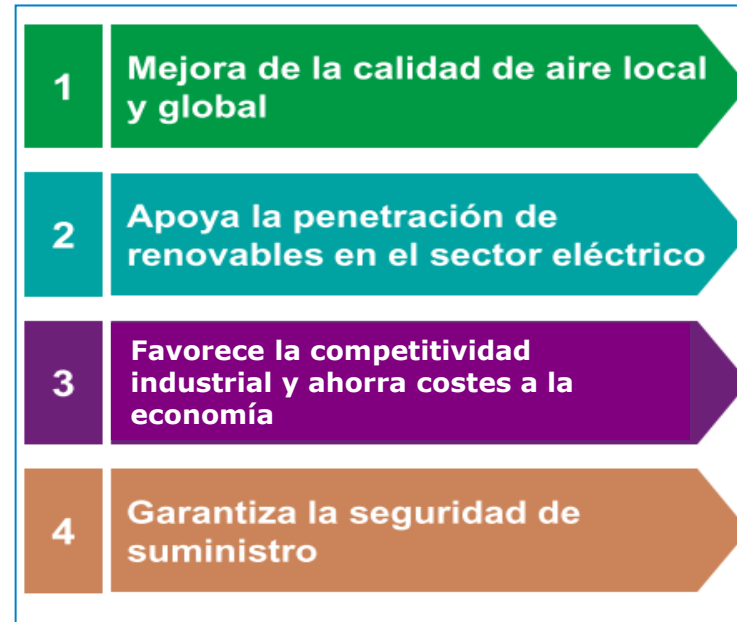 1
Mejora de la calidad de aire local
y global
2
Apoya la penetración de
renovables en el sector eléctrico
3
Favorece la competitividad
industrial y ahorra costes a la
economía
4
Garantiza la seguridad de
suministro